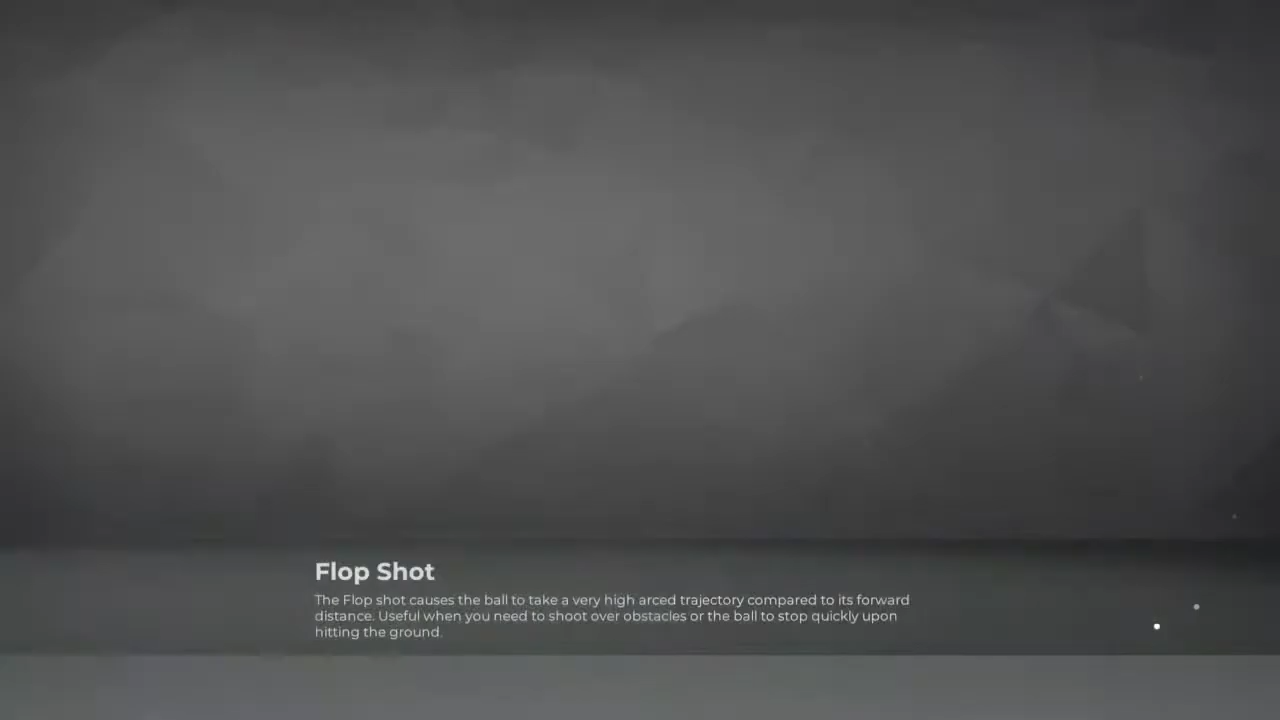 Flop Shot
The Flop shot causes the ball to take a very high arced trajectory compared to its forward
distance. Useful when you need to shoot over obstacles or the ball to stop quickly upon
hitting the ground.